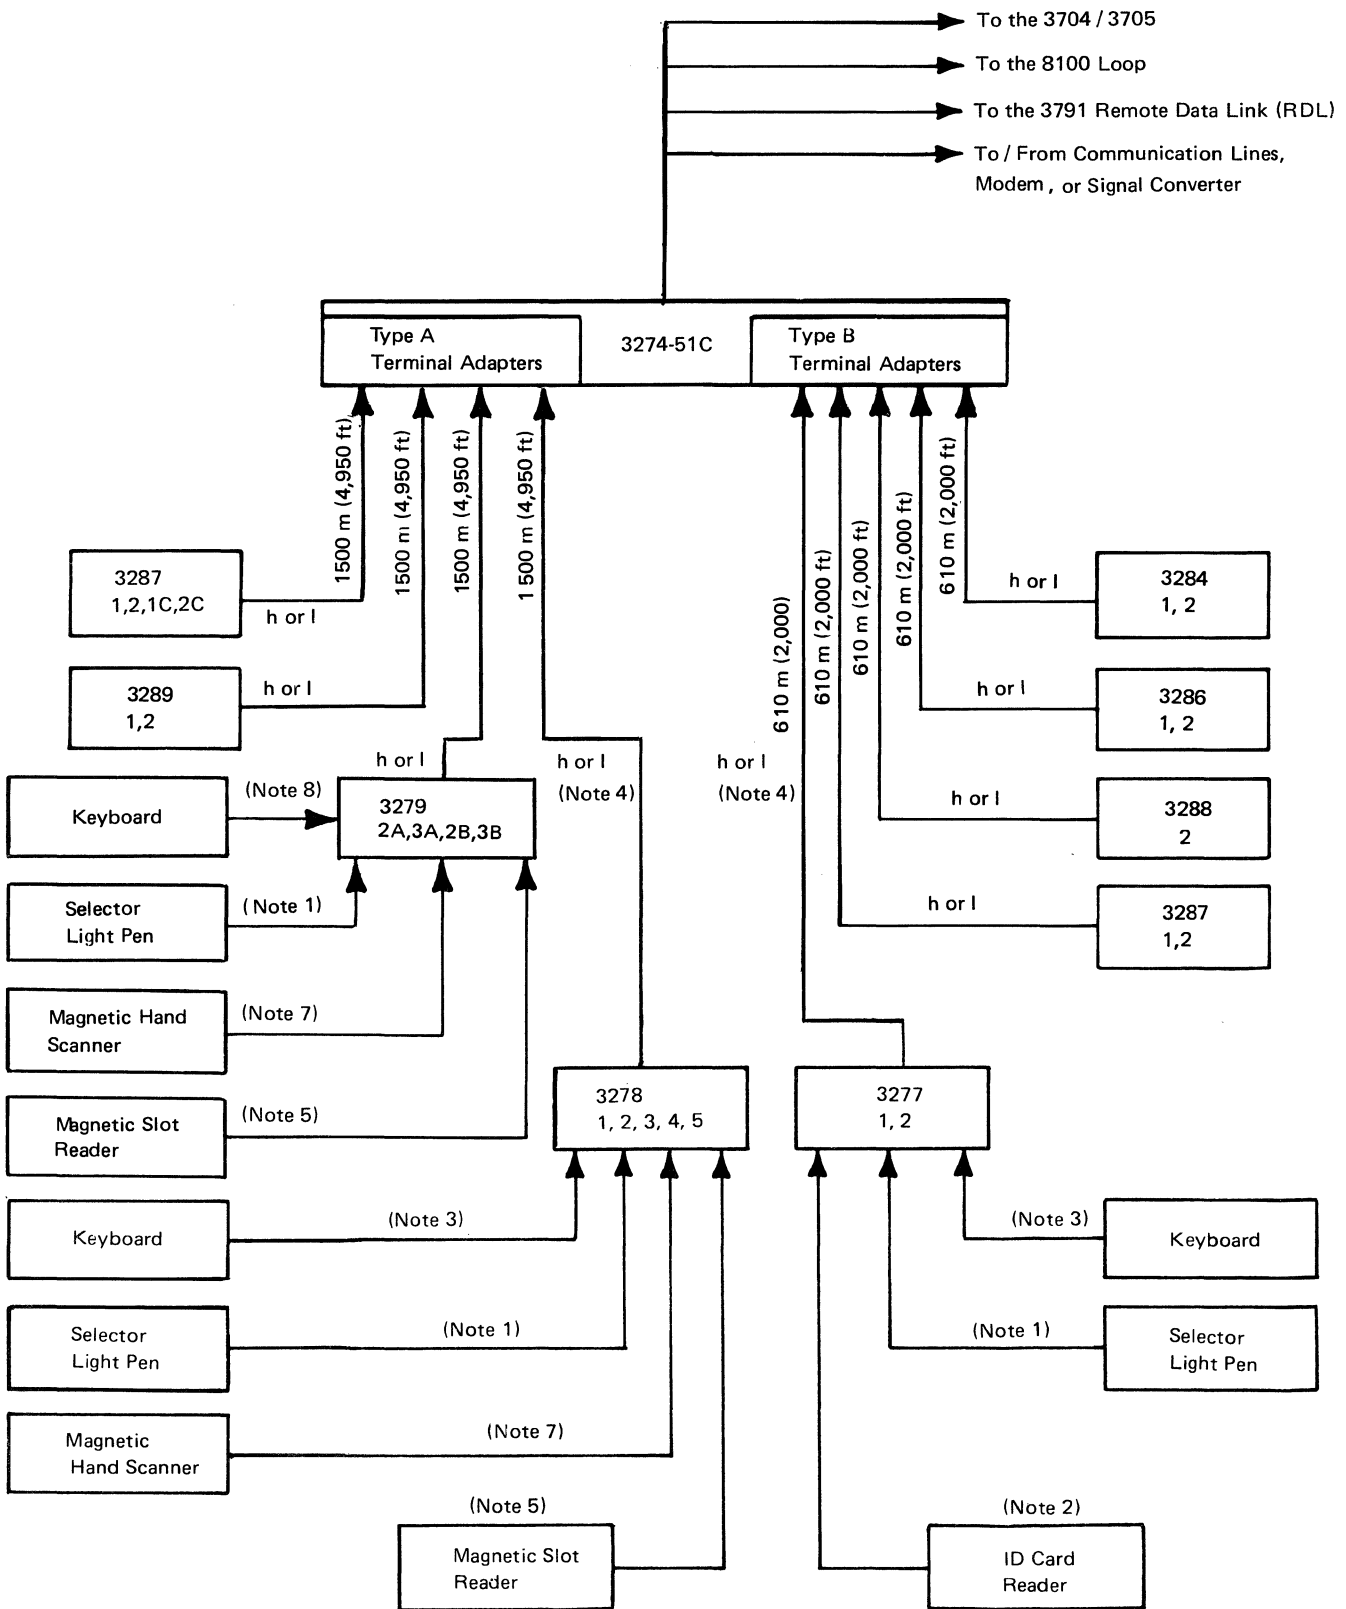 To the 3704 / 3705
To the 8100 Loop
To the 3791 Remote Data Link (RDL)
To / From Communication Lines,
Modem, or Signal Converter
Type A
Terminal Adapters
3274-51C
Type B
Terminal Adapters
1500 m (4,950 ft)
1500 m (4,950 ft)
1500 m (4,950 ft)
1500 m (4,950 ft)
610 m (2,000)
610 m (2,000 ft)
610 m (2,000 ft)
610 m (2,000 ft)
610 m (2,000 ft)
3287
1,2,1C,2C
h or l
3289
1,2
h or l
h or l
3284
1, 2
h or l
3286
1, 2
h or l
3288
2
h or l
3287
1,2
Keyboard
(Note 8)
h or l
3279
2A,3A,2B,3B
h or l
(Note 4)
h or l
(Note 4)
Selector
Light Pen
(Note 1)
Magnetic Hand
Scanner
(Note 7)
Magnetic Slot
Reader
(Note 5)
3278
1, 2, 3, 4, 5
3277
1, 2
Keyboard
(Note 3)
(Note 3)
Keyboard
Selector
Light Pen
(Note 1)
(Note 1)
Selector
Light Pen
Magnetic
Hand Scanner
(Note 7)
(Note 5)
Magnetic Slot
Reader
(Note 2)
ID Card
Reader